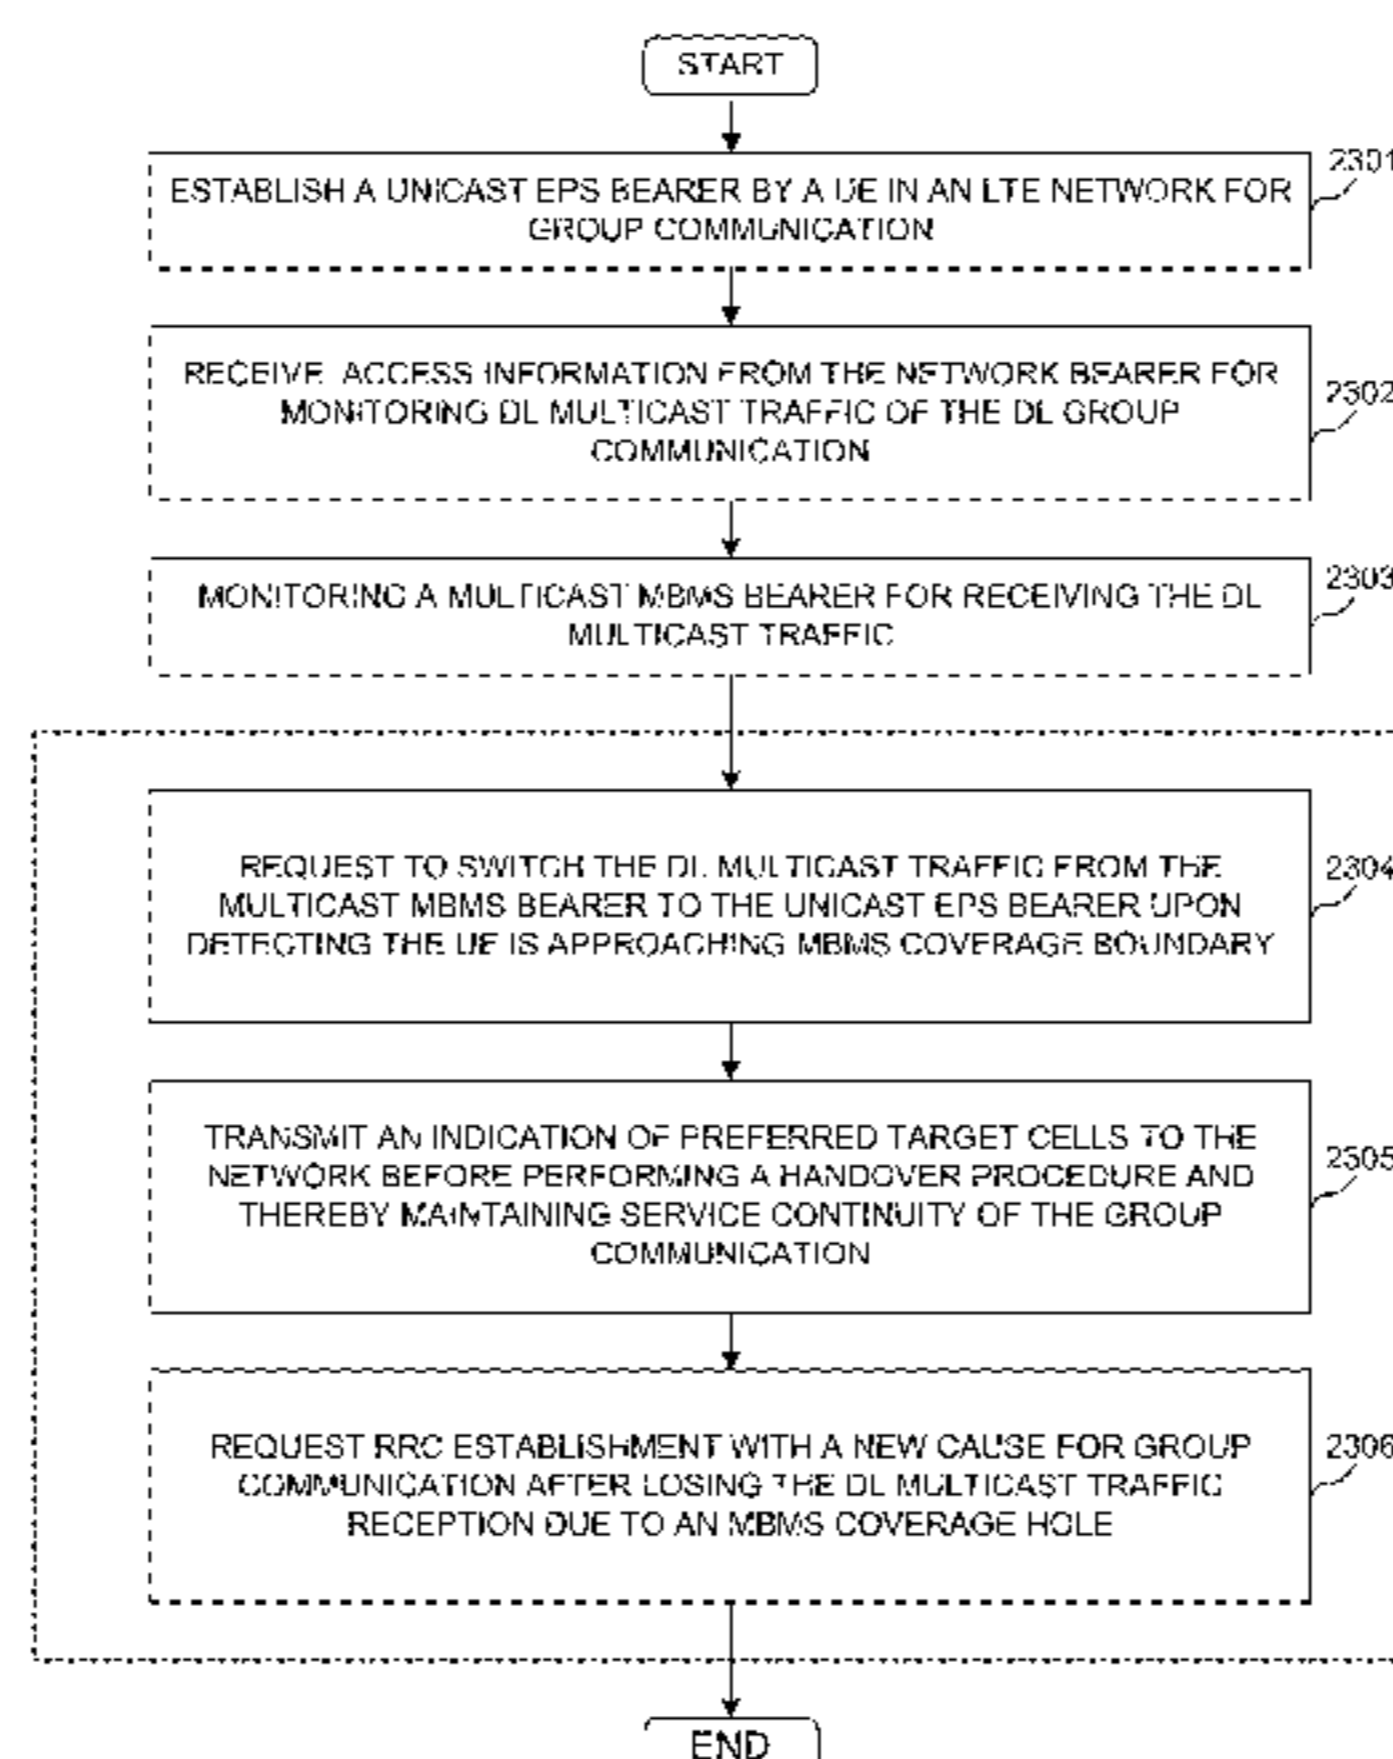 START
2301
ESTABLISH A UNICAST EPS BEARER BY A UE IN AN LTE NETWORK FOR
GROUP COMMUNICATION
RECEIVE ACCESS INFORMATION FROM THE NETWORK BEARER FOR
MONITORING DL MULTICAST TRAFFIC OF THE DL GROUP
COMMUNICATION
2302
MONITORING A MULTICAST MBMS BEARER FOR RECEIVING THE DL
MULTICAST TRAFFIC
2303
REQUEST TO SWITCH THE DL MULTICAST TRAFFIC FROM THE
MULTICAST MBMS BEARER TO THE UNICAST EPS BEARER UPON
DETECTING THE UE IS APPROACHING MBMS COVERAGE BOUNDARY
2304
TRANSMIT AN INDICATION OF PREFERRED TARGET CELLS TO THE
NETWORK BEFORE PERFORMING A HANDOVER PROCEDURE AND
THEREBY MAINTAINING SERVICE CONTINUITY OF THE GROUP
COMMUNICATION
2305
REQUEST RRC ESTABLISHMENT WITH A NEW CAUSE FOR GROUP
COMMUNICATION AFTER LOSING THE DL MULTICAST TRAFFIC
RECEPTION DUE TO AN MBMS COVERAGE HOLE
2306
END